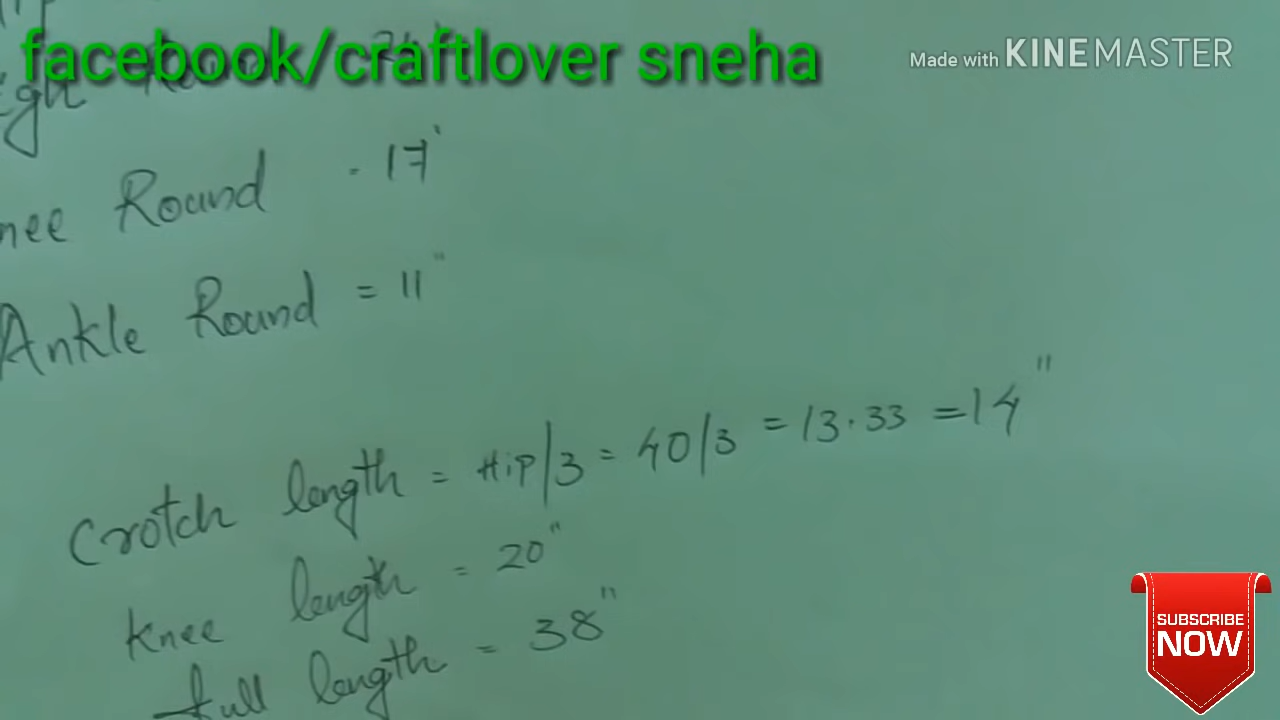 facebook/craftlover sneha
Made with KINEMASTER
nee Round - 17'
Ankle Round = 11"
Crotch length = Hip/3 = 40/3 = 13.33 = 14"
Knee length = 20"
full length = 38"
SUBSCRIBE
NOW